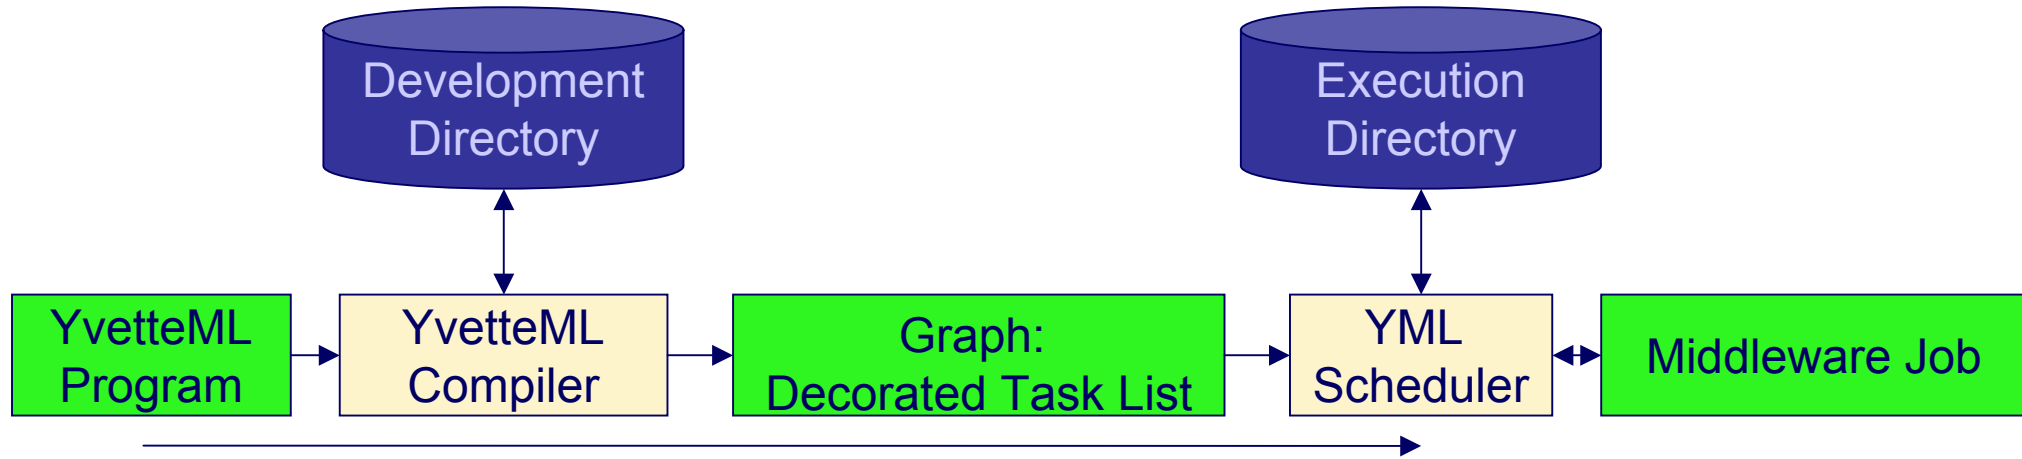 Development
Directory
Execution
Directory
YvetteML
Program
YvetteML
Compiler
Graph:
Decorated Task List
YML
Scheduler
Middleware Job